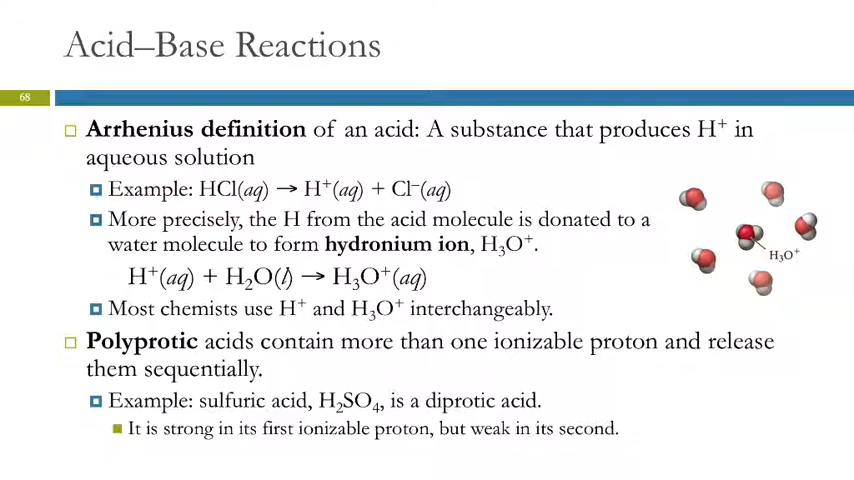 Acid–Base Reactions
68
Arrhenius definition of an acid: A substance that produces H⁺ in
aqueous solution
Example: HCl(aq) → H⁺(aq) + Cl⁻(aq)
More precisely, the H from the acid molecule is donated to a
water molecule to form hydronium ion, H₃O⁺.
H⁺(aq) + H₂O(l) → H₃O⁺(aq)
H₃O⁺
Most chemists use H⁺ and H₃O⁺ interchangeably.
Polyprotic acids contain more than one ionizable proton and release
them sequentially.
Example: sulfuric acid, H₂SO₄, is a diprotic acid.
It is strong in its first ionizable proton, but weak in its second.